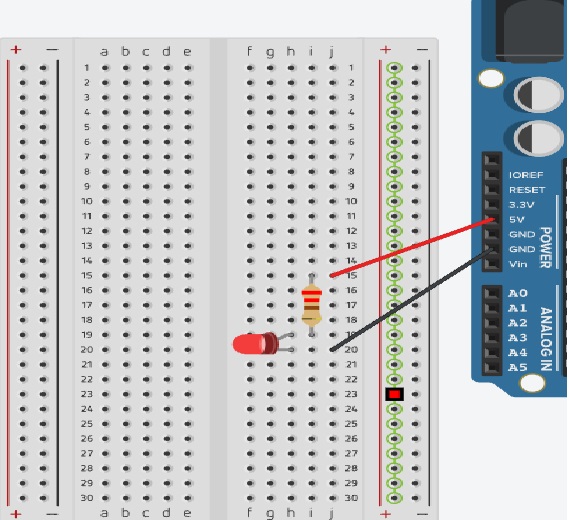 + − a b c d e f g h i j + −
1 1
2 2
3 3
4 4
5 5
6 6
7 7
8 8
9 9
10 10
11 11
12 12
13 13
14 14
15 15
16 16
17 17
18 18
19 19
20 20
21 21
22 22
23 23
24 24
25 25
26 26
27 27
28 28
29 29
30 30
+ − a b c d e f g h i j + −
IOREF
RESET
3.3V
5V
GND
GND
Vin
POWER
A0
A1
A2
A3
A4
A5
ANALOG IN